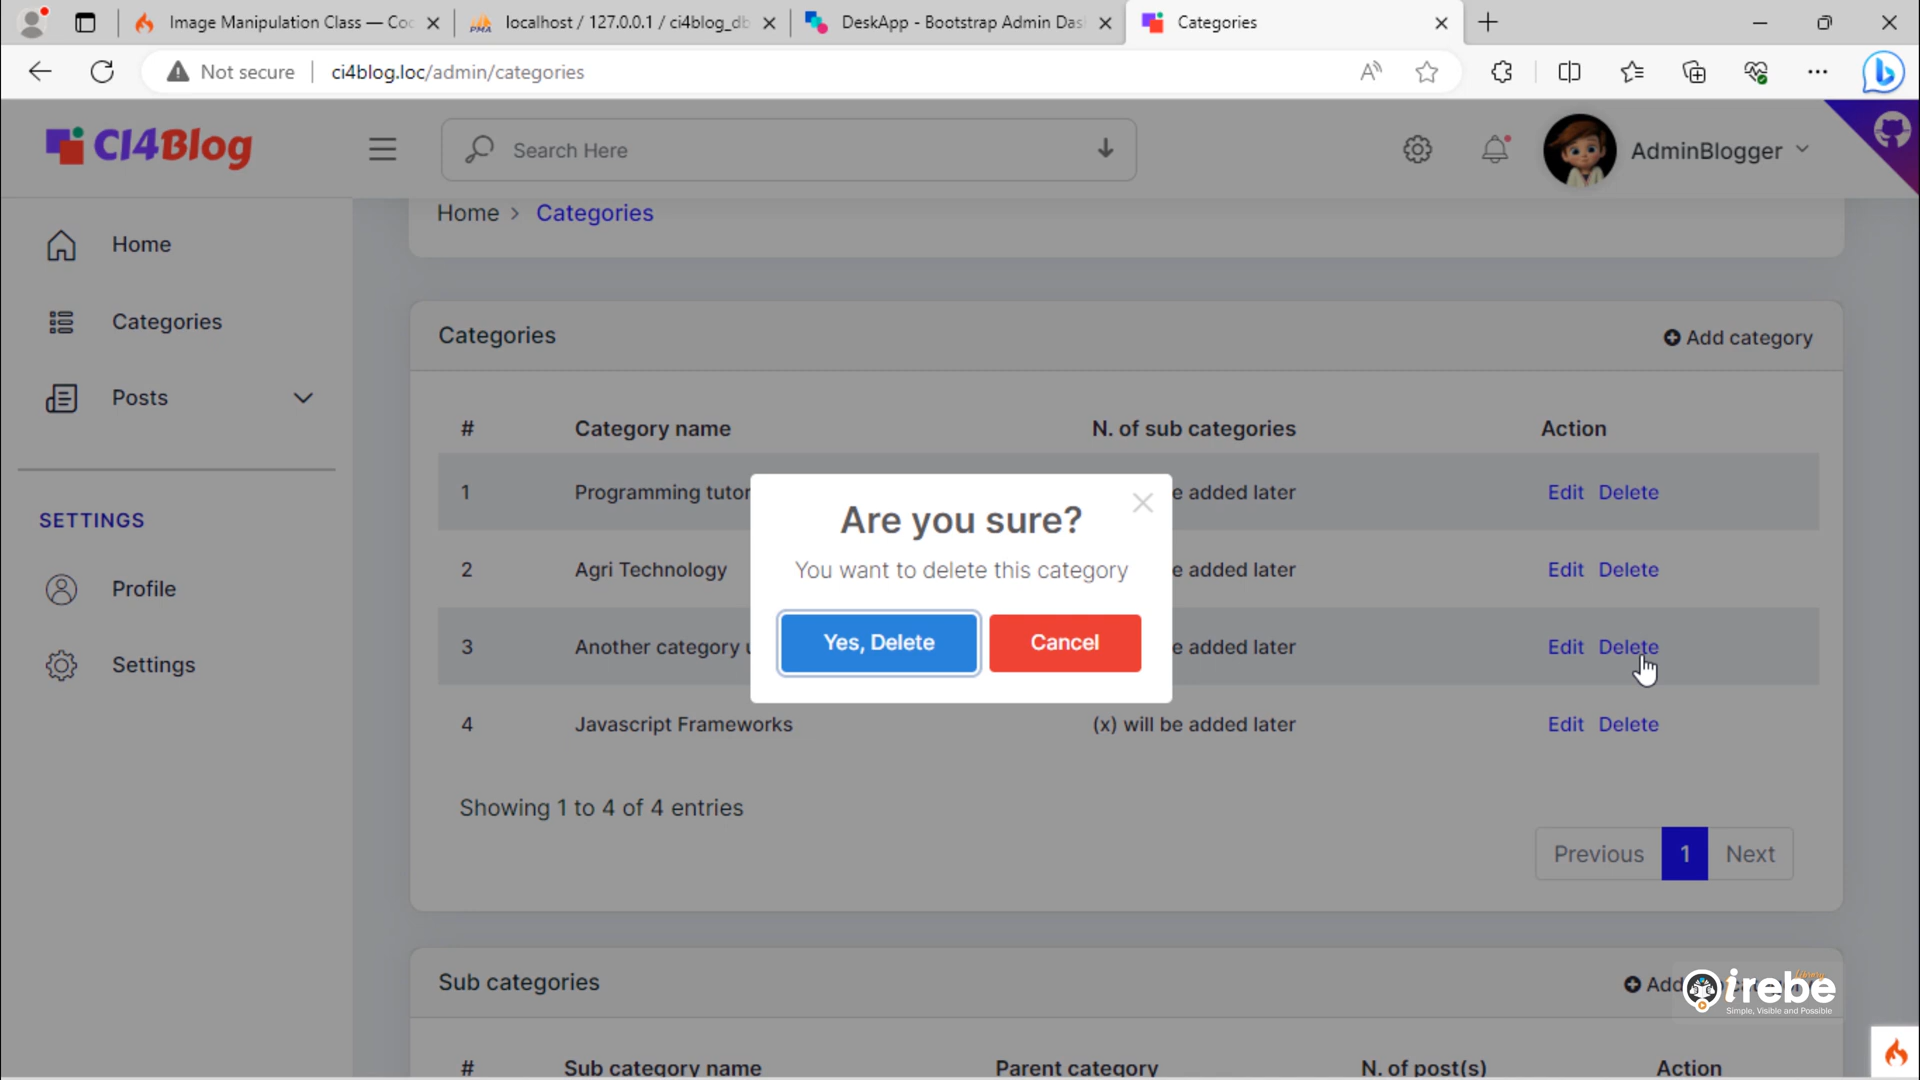 Image Manipulation Class — Coc
localhost / 127.0.0.1 / ci4blog_db
DeskApp - Bootstrap Admin Das
Categories
Not secure
ci4blog.loc/admin/categories
CI4Blog
Search Here
AdminBlogger
Home > Categories
Home
Categories
Posts
SETTINGS
Profile
Settings
Categories
Add category
# Category name N. of sub categories Action
1 Programming tutor e added later Edit Delete
2 Agri Technology e added later Edit Delete
3 Another category e added later Edit Delete
4 Javascript Frameworks (x) will be added later Edit Delete
Are you sure?
You want to delete this category
Yes, Delete Cancel
Showing 1 to 4 of 4 entries
Previous 1 Next
Sub categories
Add
irebe
Simple, Visible and Possible
# Sub category name Parent category N. of post(s) Action